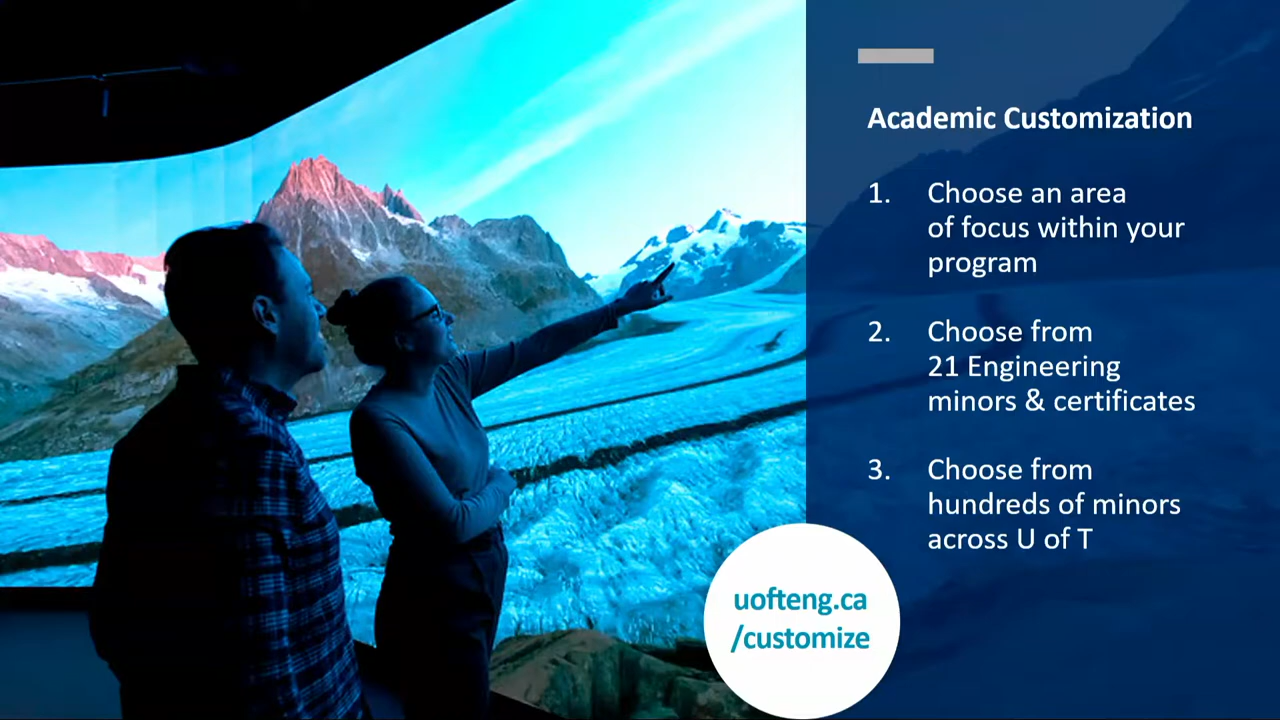 Academic Customization
1. Choose an area
of focus within your
program
2. Choose from
21 Engineering
minors & certificates
3. Choose from
hundreds of minors
across U of T
uofteng.ca
/customize